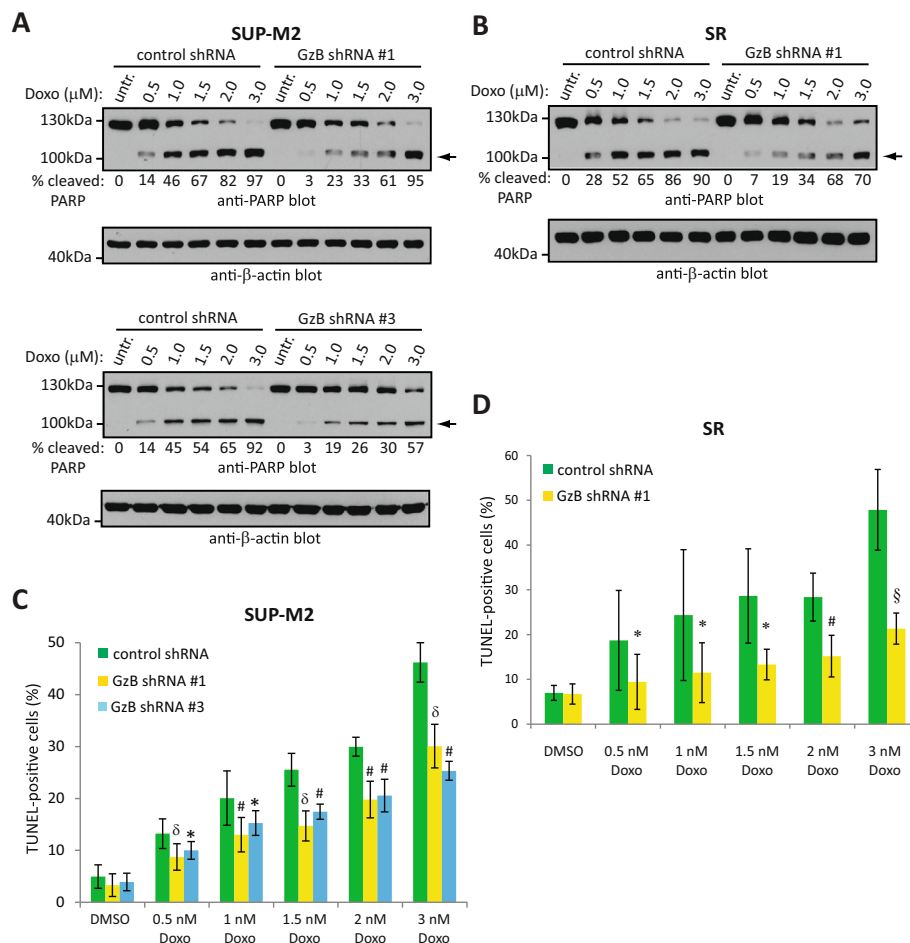 A
SUP-M2
control shRNA GzB shRNA #1
Doxo (µM): untr. 0.5 1.0 1.5 2.0 3.0 untr. 0.5 1.0 1.5 2.0 3.0
130kDa
100kDa
% cleaved: 0 14 46 67 82 97 0 3 23 33 61 95
PARP anti-PARP blot
40kDa
anti-β-actin blot
control shRNA GzB shRNA #3
Doxo (µM): untr. 0.5 1.0 1.5 2.0 3.0 untr. 0.5 1.0 1.5 2.0 3.0
130kDa
100kDa
% cleaved: 0 14 45 54 65 92 0 3 19 26 30 57
PARP anti-PARP blot
40kDa
anti-β-actin blot
B
SR
control shRNA GzB shRNA #1
Doxo (µM): untr. 0.5 1.0 1.5 2.0 3.0 untr. 0.5 1.0 1.5 2.0 3.0
130kDa
100kDa
% cleaved: 0 28 52 65 86 90 0 7 19 34 68 70
PARP anti-PARP blot
40kDa
anti-β-actin blot
C
SUP-M2
TUNEL-positive cells (%)
50
40
30
20
10
0
control shRNA
GzB shRNA #1
GzB shRNA #3
δ * # * δ # # # δ #
DMSO 0.5 nM 1 nM 1.5 nM 2 nM 3 nM
Doxo Doxo Doxo Doxo Doxo
D
SR
TUNEL-positive cells (%)
60
50
40
30
20
10
0
control shRNA
GzB shRNA #1
* * * # §
DMSO 0.5 nM 1 nM 1.5 nM 2 nM 3 nM
Doxo Doxo Doxo Doxo Doxo